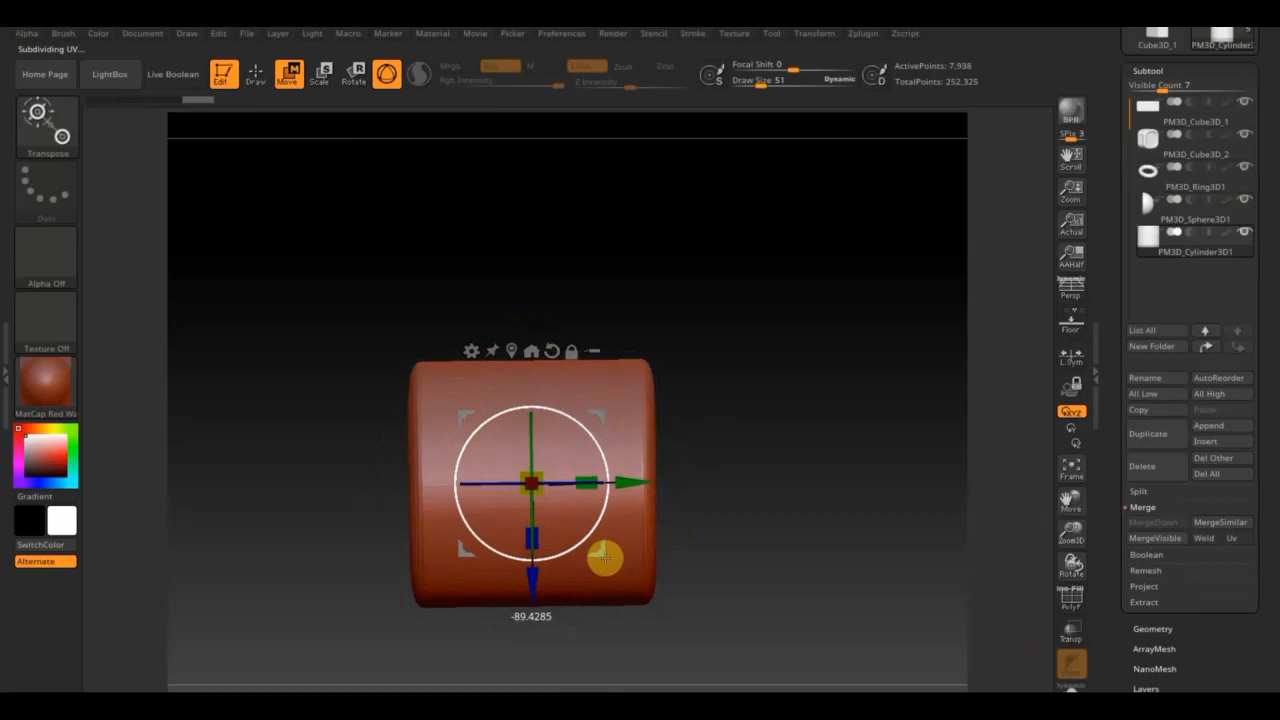 Alpha Brush Color Document Draw Edit File Layer Light Macro Marker Material Movie Picker Preferences Render Stencil Stroke Texture Tool Transform Zplugin Zscript
Subdividing UV...
Home Page LightBox Live Boolean Edit Draw Move Scale Rotate
Mrgb M
Rgb Intensity
Zsub
Z Intensity
Focal Shift 0
Draw Size 51 Dynamic
S
D
ActivePoints: 7,938
TotalPoints: 252,325
Transpose
Dots
Alpha Off
Texture Off
MatCap Red Wa
Gradient
SwitchColor
Alternate
-89.4285
BPR
SPix 3
Scroll
Zoom
Actual
AAHalf
Dynamic
Persp
Floor
L.Sym
XYZ
Frame
Move
Zoom3D
Rotate
PolyF
Transp
Dynamic
5
Cube3D_1 PM3D_Cylinder:
Subtool
Visible Count 7
PM3D_Cube3D_1
PM3D_Cube3D_2
PM3D_Ring3D1
PM3D_Sphere3D1
PM3D_Cylinder3D1
List All
New Folder
Rename AutoReorder
All Low All High
Copy Paste
Duplicate Append
Insert
Delete Del Other
Del All
Split
Merge
MergeDown MergeSimilar
MergeVisible Weld Uv
Boolean
Remesh
Project
Extract
Geometry
ArrayMesh
NanoMesh
Layers